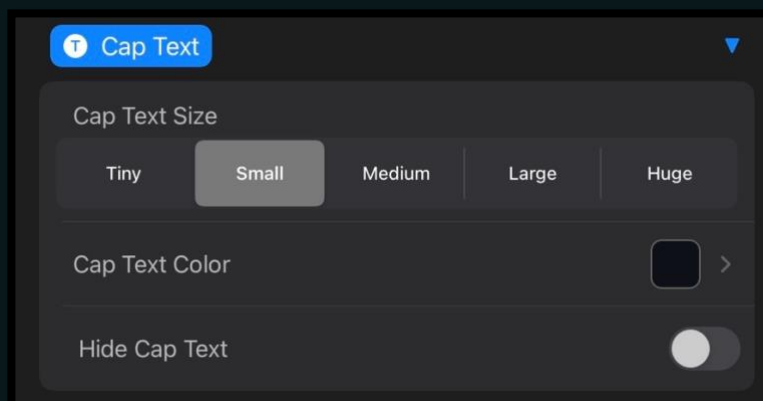 T Cap Text
Cap Text Size
Tiny Small Medium Large Huge
Cap Text Color
Hide Cap Text